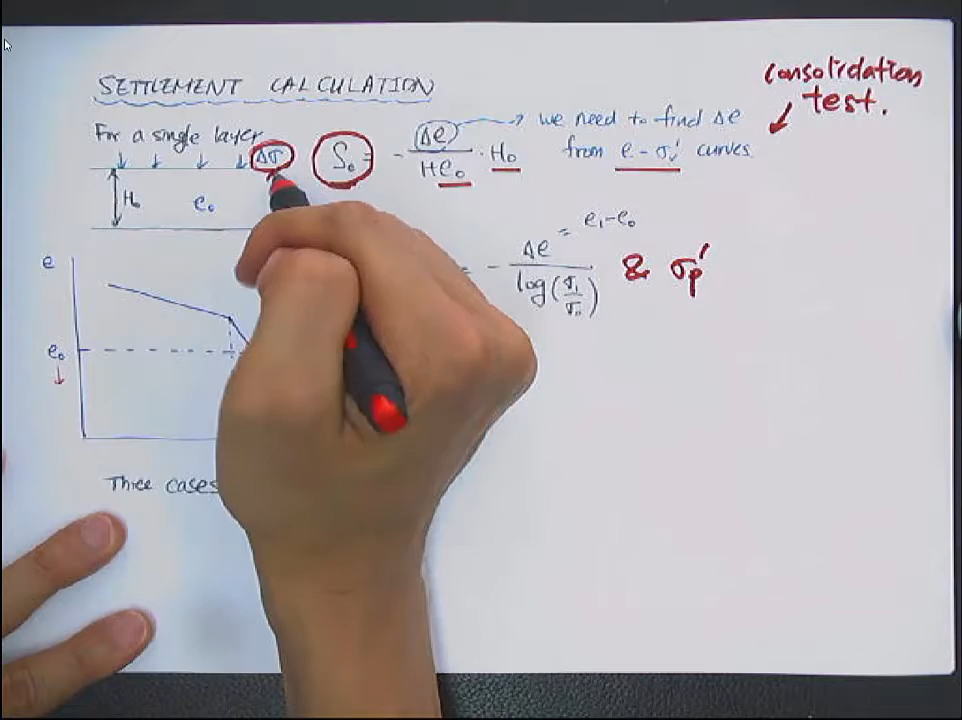 SETTLEMENT CALCULATION
consolidation
test.
For a single layer
Δσ
S₀ = - Δe / 1+e₀ · H₀
we need to find Δe
from e - σᵥ' curves
H₀
e₀
= - Δe / log(σ₁/σ₀)
= e₁-e₀
& σp'
e
e₀
Three cases